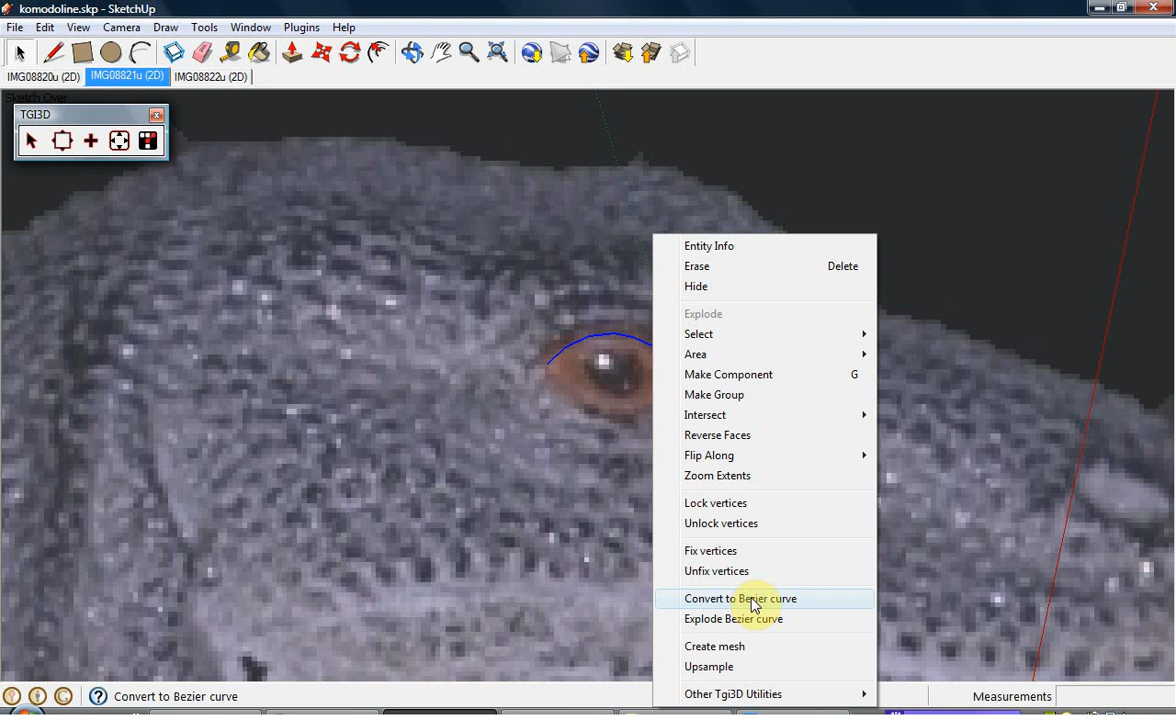 komodoline.skp - SketchUp
File Edit View Camera Draw Tools Window Plugins Help
IMG08820u (2D) IMG08821u (2D) IMG08822u (2D)
Sketch Over
TGI3D
Entity Info
Erase Delete
Hide
Explode
Select
Area
Make Component G
Make Group
Intersect
Reverse Faces
Flip Along
Zoom Extents
Lock vertices
Unlock vertices
Fix vertices
Unfix vertices
Convert to Bezier curve
Explode Bezier curve
Create mesh
Upsample
Other Tgi3D Utilities
Convert to Bezier curve Measurements